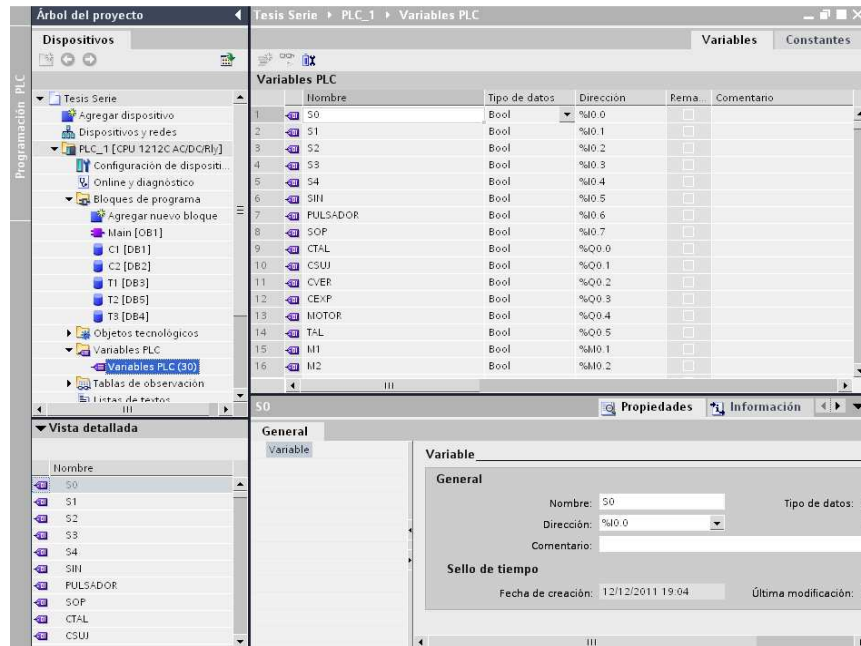 Árbol del proyecto
Tesis Serie PLC_1 Variables PLC
Dispositivos
Variables Constantes
Programación PLC
Variables PLC
Nombre Tipo de datos Dirección Rema... Comentario
1 S0 Bool %I0.0
2 S1 Bool %I0.1
3 S2 Bool %I0.2
4 S3 Bool %I0.3
5 S4 Bool %I0.4
6 SIN Bool %I0.5
7 PULSADOR Bool %I0.6
8 SOP Bool %I0.7
9 CTAL Bool %Q0.0
10 CSUJ Bool %Q0.1
11 CVER Bool %Q0.2
12 CEXP Bool %Q0.3
13 MOTOR Bool %Q0.4
14 TAL Bool %Q0.5
15 M1 Bool %M0.1
16 M2 Bool %M0.2
Tesis Serie
Agregar dispositivo
Dispositivos y redes
PLC_1 [CPU 1212C AC/DC/Rly]
Configuración de dispositi...
Online y diagnóstico
Bloques de programa
Agregar nuevo bloque
Main [OB1]
C1 [DB1]
C2 [DB2]
T1 [DB3]
T2 [DB5]
T3 [DB4]
Objetos tecnológicos
Variables PLC
Variables PLC (30)
Tablas de observación
Listas de textos
S0
Propiedades Información
Vista detallada
Nombre
S0
S1
S2
S3
S4
SIN
PULSADOR
SOP
CTAL
CSUJ
General
Variable
Variable
General
Nombre: S0 Tipo de datos:
Dirección: %I0.0
Comentario:
Sello de tiempo
Fecha de creación: 12/12/2011 19:04 Última modificación: